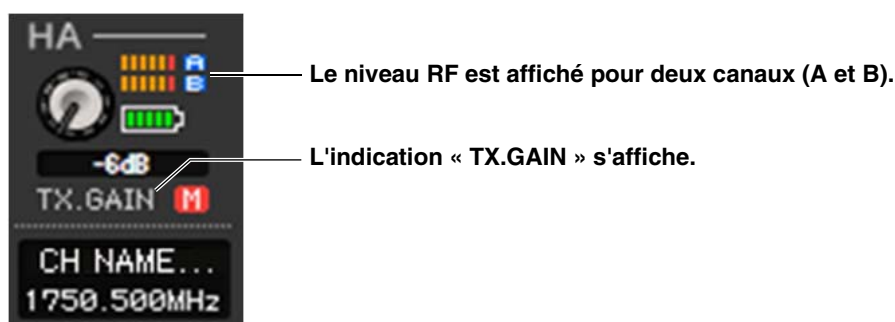 HA
A
B
Le niveau RF est affiché pour deux canaux (A et B).
-6dB
L'indication « TX.GAIN » s'affiche.
TX.GAIN M
CH NAME...
1750.500MHz